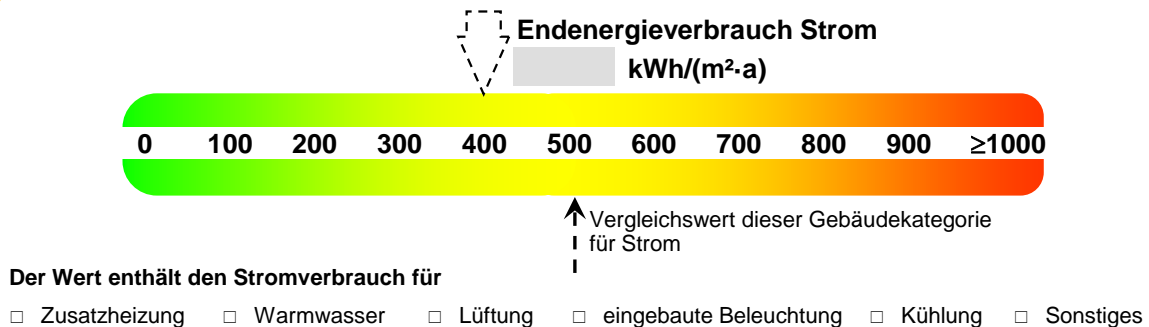 Endenergieverbrauch Strom
kWh/(m²·a)
0 100 200 300 400 500 600 700 800 900 ≥1000
Vergleichswert dieser Gebäudekategorie
für Strom
Der Wert enthält den Stromverbrauch für
□ Zusatzheizung □ Warmwasser □ Lüftung □ eingebaute Beleuchtung □ Kühlung □ Sonstiges